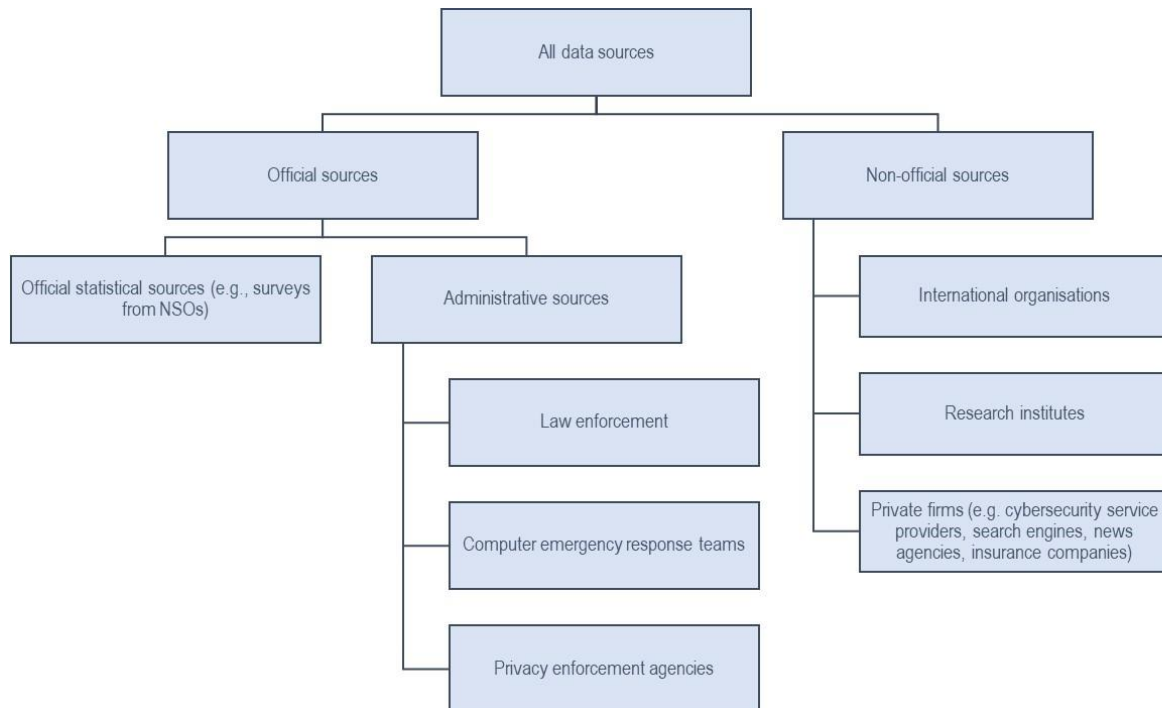 All data sources
Official sources
Non-official sources
Official statistical sources (e.g., surveys
from NSOs)
Administrative sources
International organisations
Law enforcement
Research institutes
Computer emergency response teams
Private firms (e.g. cybersecurity service
providers, search engines, news
agencies, insurance companies)
Privacy enforcement agencies